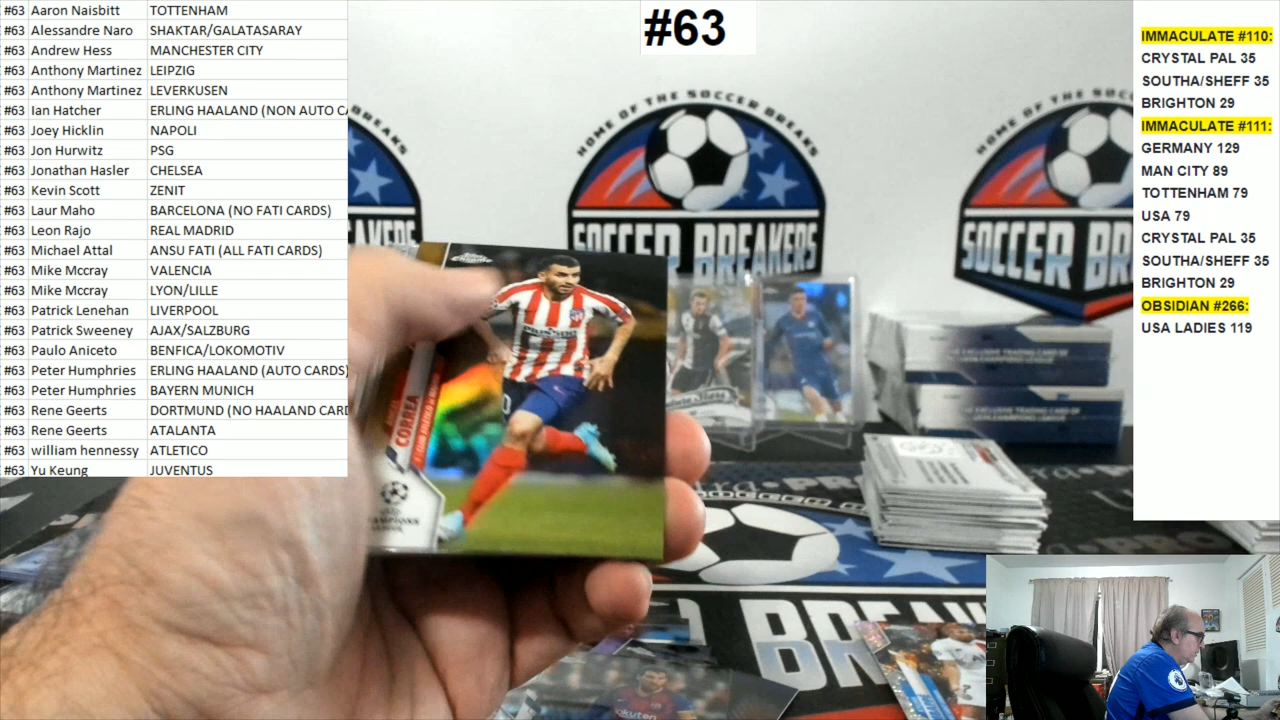 #63 Aaron Naisbitt TOTTENHAM
#63 Alessandre Naro SHAKTAR/GALATASARAY
#63 Andrew Hess MANCHESTER CITY
#63 Anthony Martinez LEIPZIG
#63 Anthony Martinez LEVERKUSEN
#63 Ian Hatcher ERLING HAALAND (NON AUTO CA
#63 Joey Hicklin NAPOLI
#63 Jon Hurwitz PSG
#63 Jonathan Hasler CHELSEA
#63 Kevin Scott ZENIT
#63 Laur Maho BARCELONA (NO FATI CARDS)
#63 Leon Rajo REAL MADRID
#63 Michael Attal ANSU FATI (ALL FATI CARDS)
#63 Mike Mccray VALENCIA
#63 Mike Mccray LYON/LILLE
#63 Patrick Lenehan LIVERPOOL
#63 Patrick Sweeney AJAX/SALZBURG
#63 Paulo Aniceto BENFICA/LOKOMOTIV
#63 Peter Humphries ERLING HAALAND (AUTO CARDS)
#63 Peter Humphries BAYERN MUNICH
#63 Rene Geerts DORTMUND (NO HAALAND CARD
#63 Rene Geerts ATALANTA
#63 william hennessy ATLETICO
#63 Yu Keung JUVENTUS
#63
HOME OF THE SOCCER BREAKS
SOCCER BREAKERS
SOCCER BR
IMMACULATE #110:
CRYSTAL PAL 35
SOUTHA/SHEFF 35
BRIGHTON 29
IMMACULATE #111:
GERMANY 129
MAN CITY 89
TOTTENHAM 79
USA 79
CRYSTAL PAL 35
SOUTHA/SHEFF 35
BRIGHTON 29
OBSIDIAN #266:
USA LADIES 119
CORREA